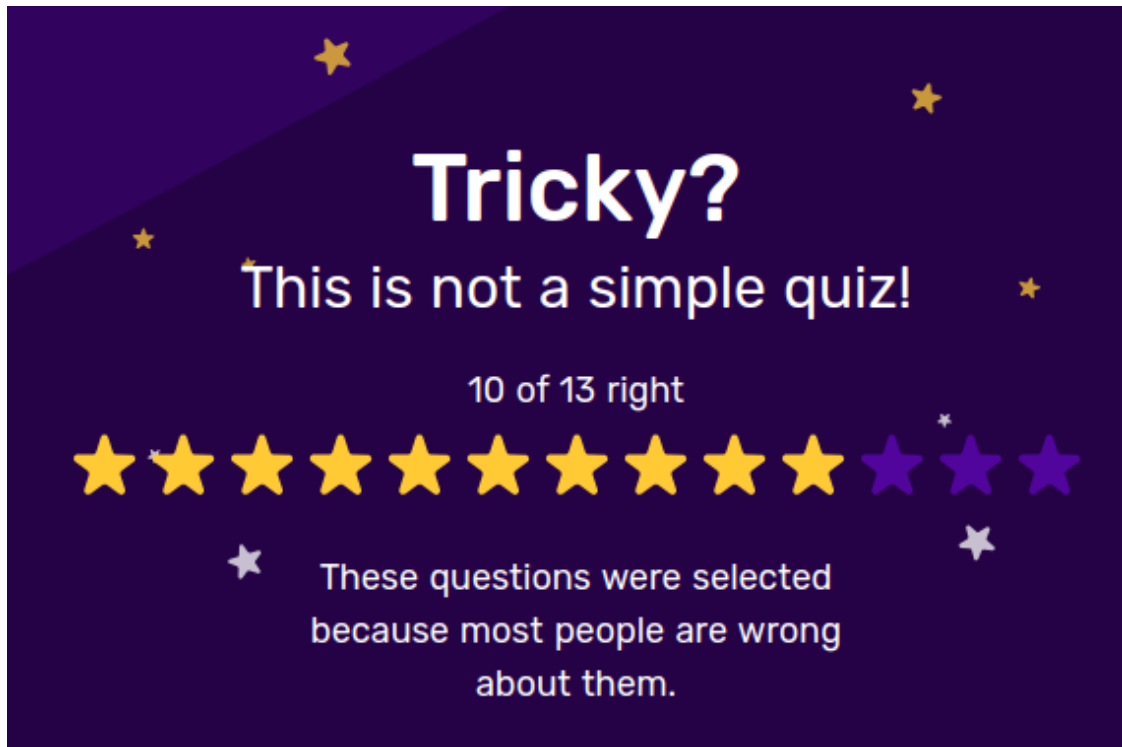 Tricky?
This is not a simple quiz!
10 of 13 right
These questions were selected
because most people are wrong
about them.